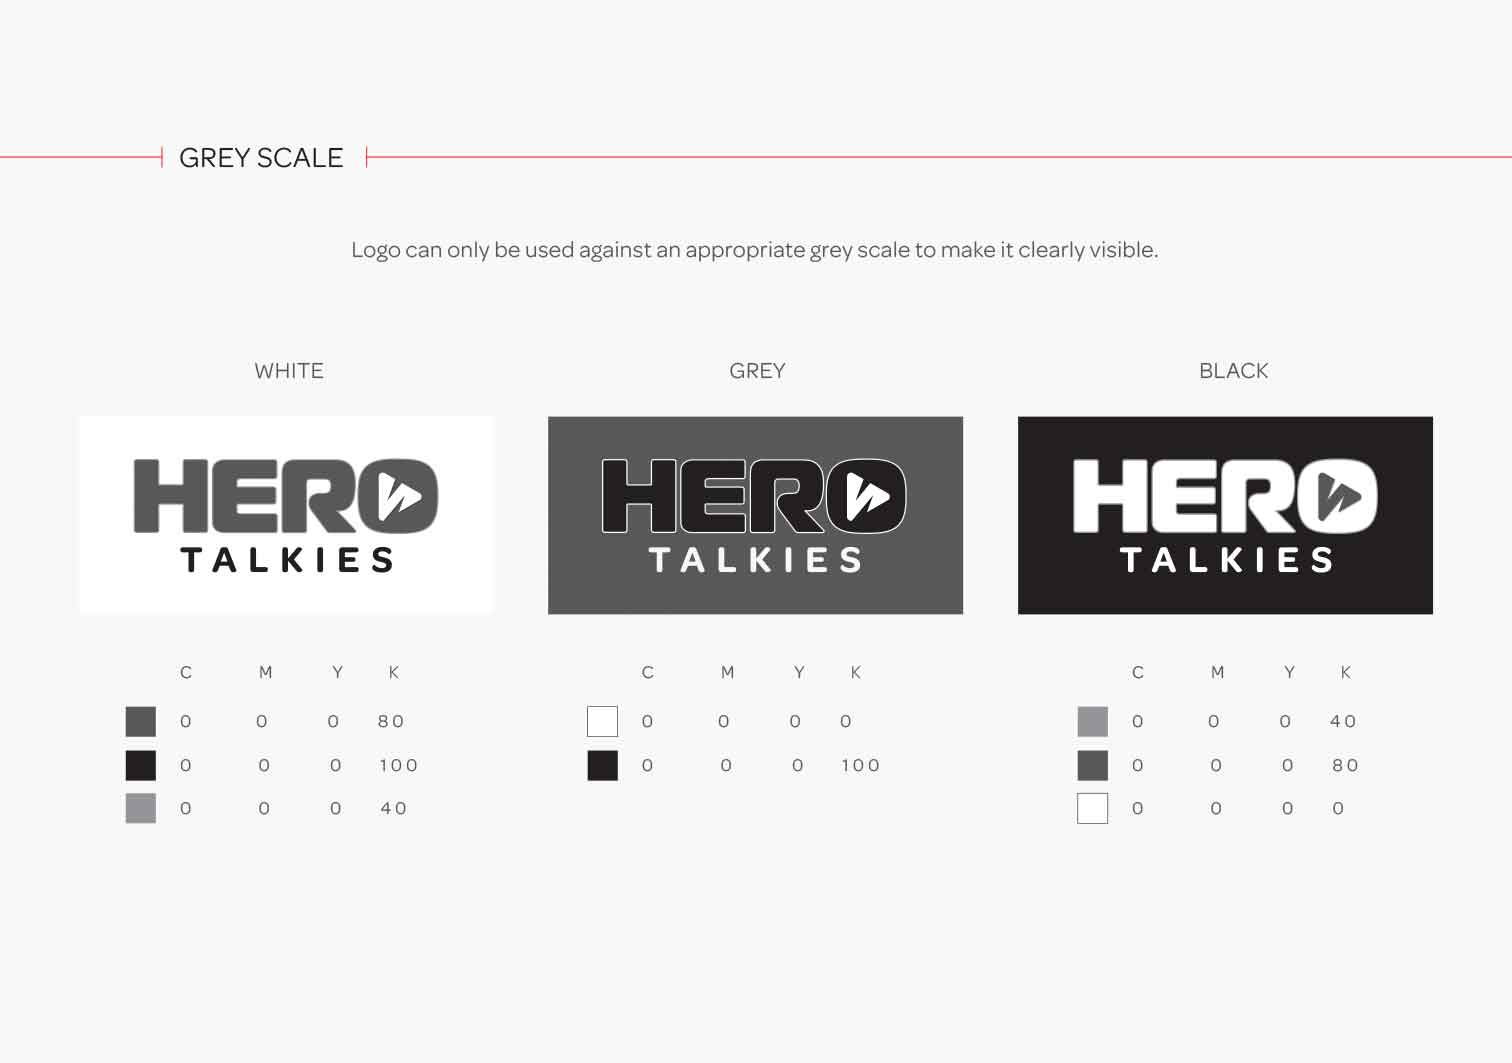 GREY SCALE
Logo can only be used against an appropriate grey scale to make it clearly visible.
WHITE
HERO
TALKIES
C M Y K
0 0 0 80
0 0 0 100
0 0 0 40
GREY
HERO
TALKIES
C M Y K
0 0 0 0
0 0 0 100
BLACK
HERO
TALKIES
C M Y K
0 0 0 40
0 0 0 80
0 0 0 0